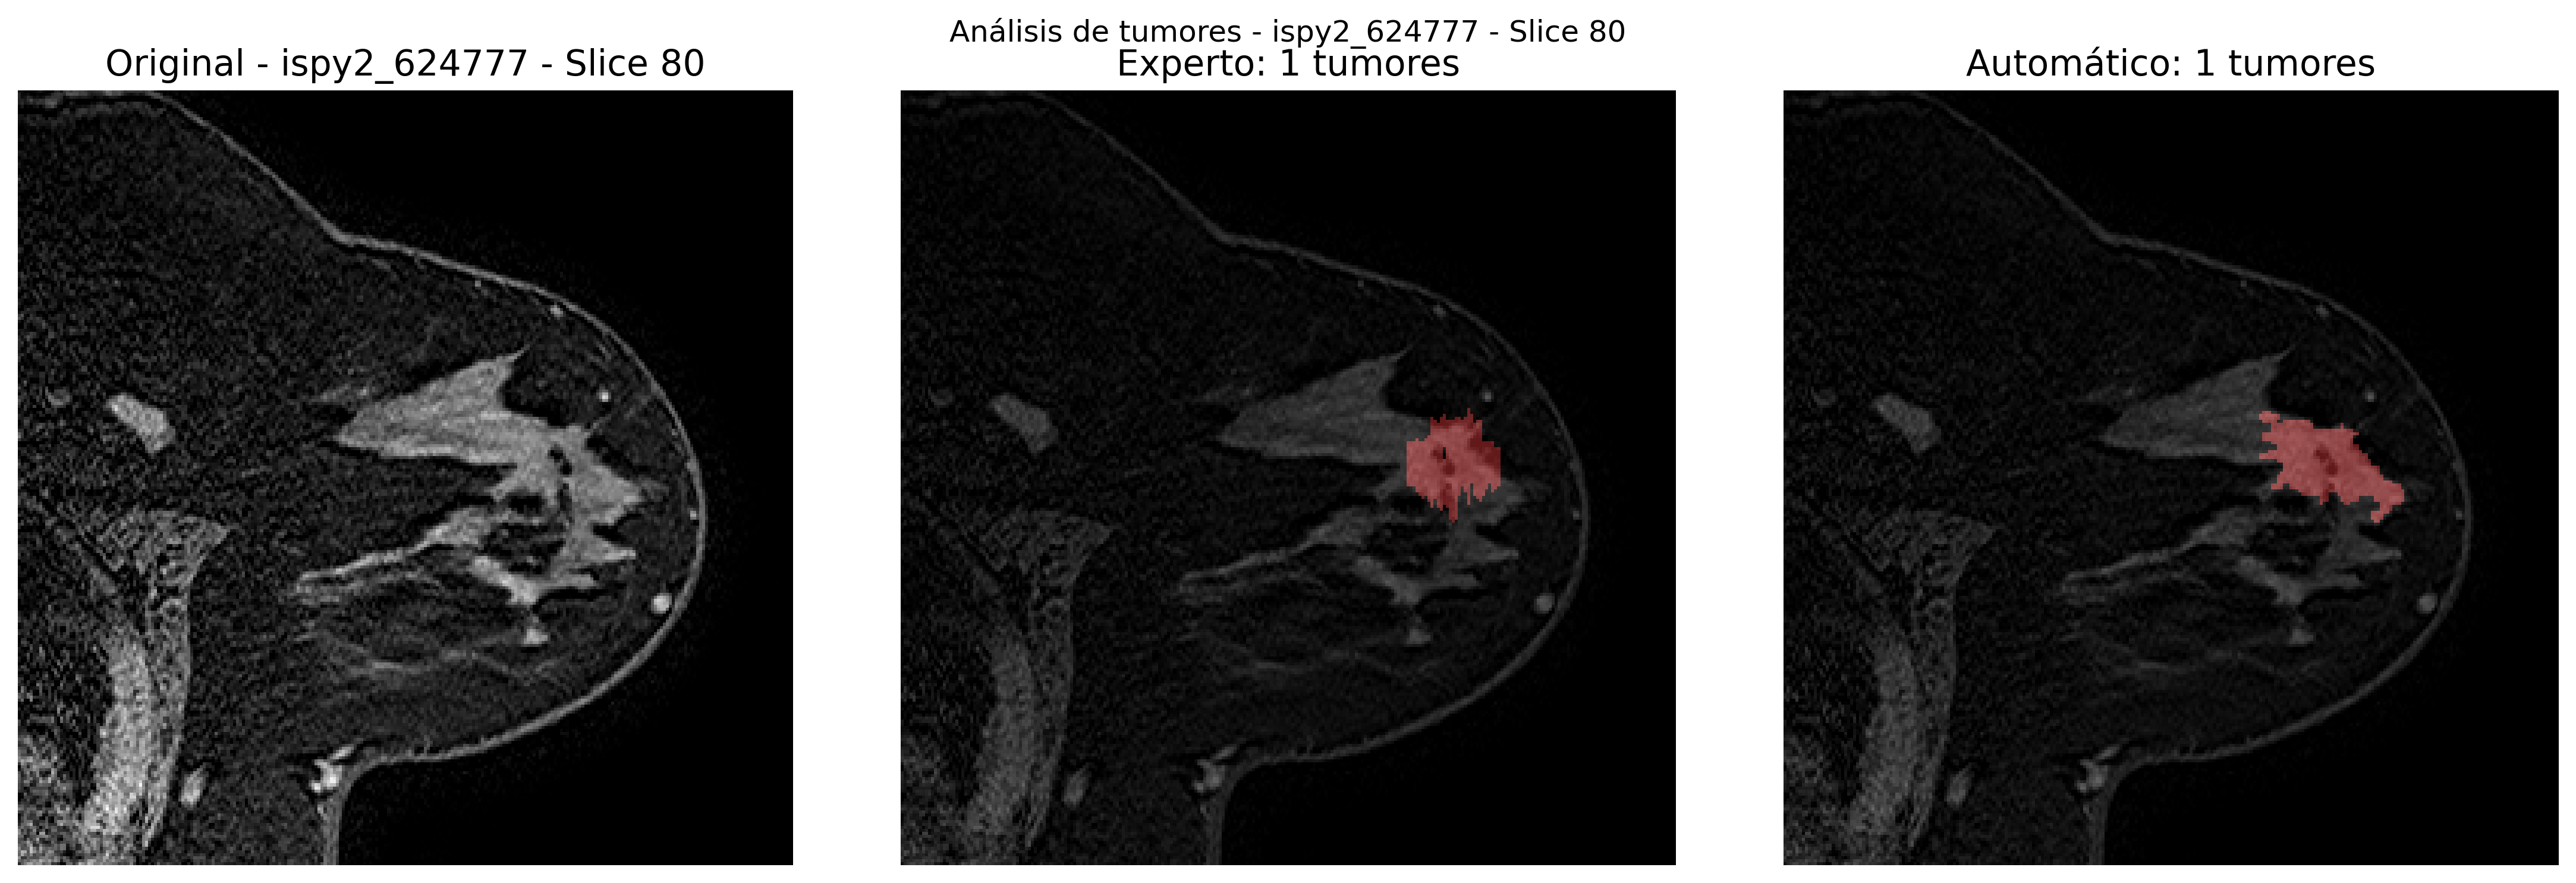 Análisis de tumores - ispy2_624777 - Slice 80
Original - ispy2_624777 - Slice 80
Experto: 1 tumores
Automático: 1 tumores